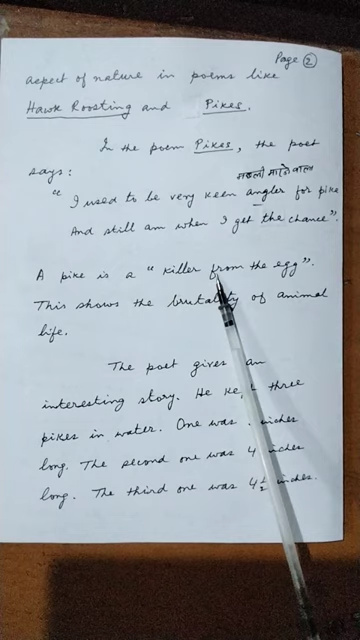 Page 2
aspect of nature in poems like
Hawk Roosting and Pikes.
In the poem Pikes, the poet
says:
मछली मारने वाला
"I used to be very keen angler for pike
And still am when I get the chance".
A pike is a "killer from the egg".
This shows the brutality of animal
life.
The poet gives an
interesting story. He three
pikes in water. One was inches
long. The second one was 4 inches
long. The third one was 4½ inches.